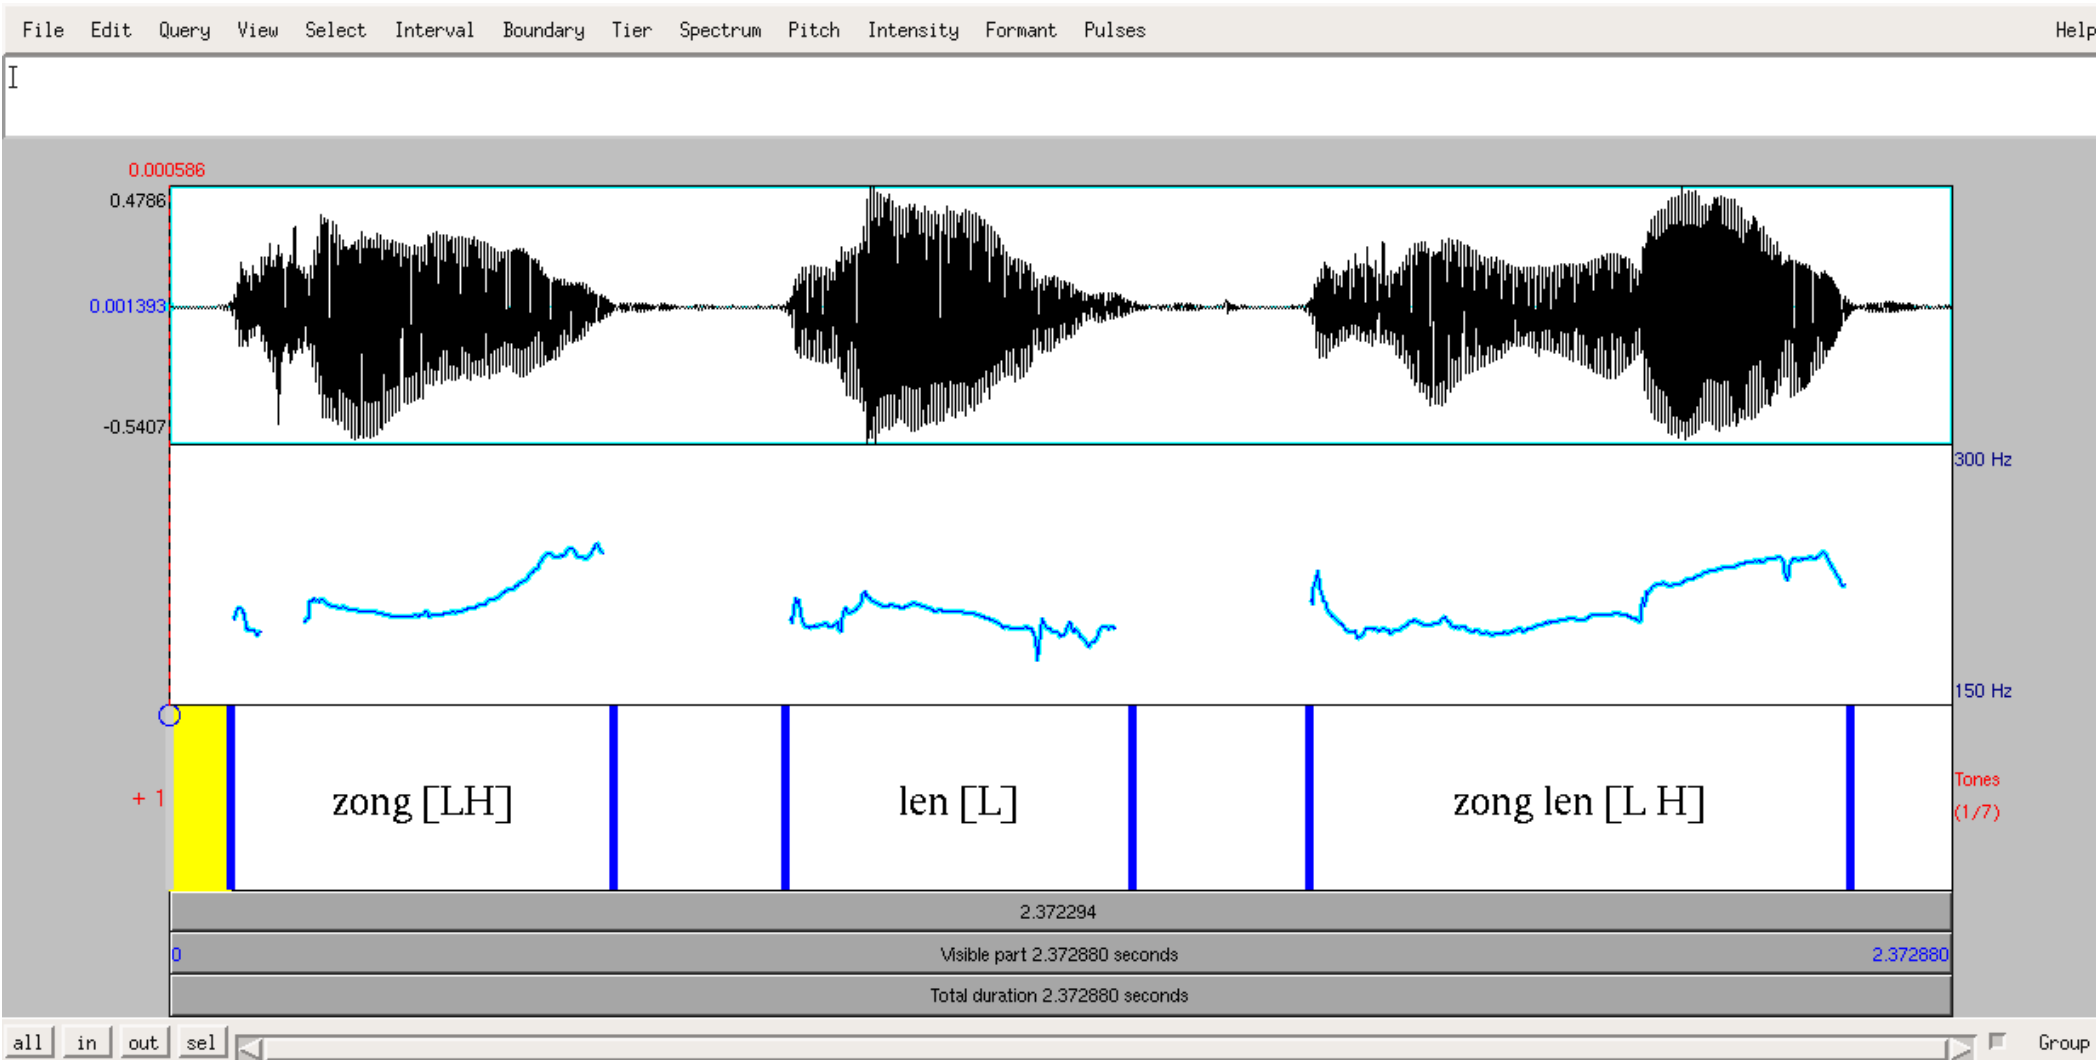 File Edit Query View Select Interval Boundary Tier Spectrum Pitch Intensity Formant Pulses Help
0.000586
0.4786
0.001393
-0.5407
300 Hz
150 Hz
+ 1
zong [LH] len [L] zong len [L H]
Tones
(1/7)
2.372294
0 Visible part 2.372880 seconds 2.372880
Total duration 2.372880 seconds
all in out sel Group